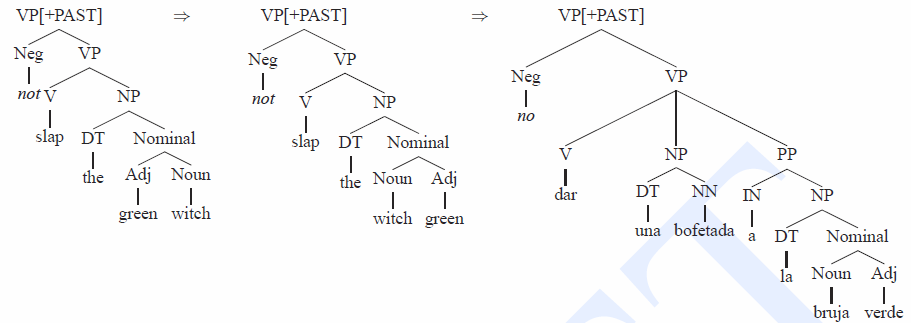 VP[+PAST] ⇒ VP[+PAST] ⇒ VP[+PAST]
Neg VP
not V NP
slap DT Nominal
the Adj Noun
green witch
Neg VP
not V NP
slap DT Nominal
the Noun Adj
witch green
Neg VP
no
V NP PP
dar DT NN IN NP
una bofetada a DT Nominal
la Noun Adj
bruja verde